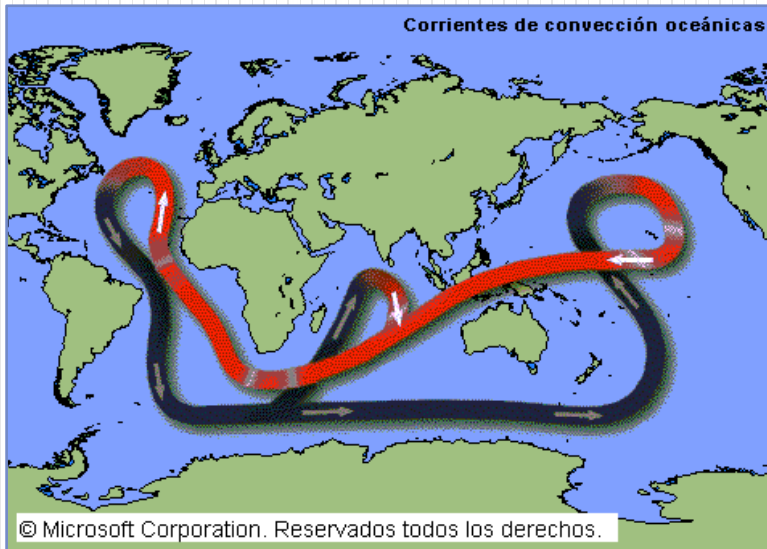 Corrientes de convección oceánicas
© Microsoft Corporation. Reservados todos los derechos.